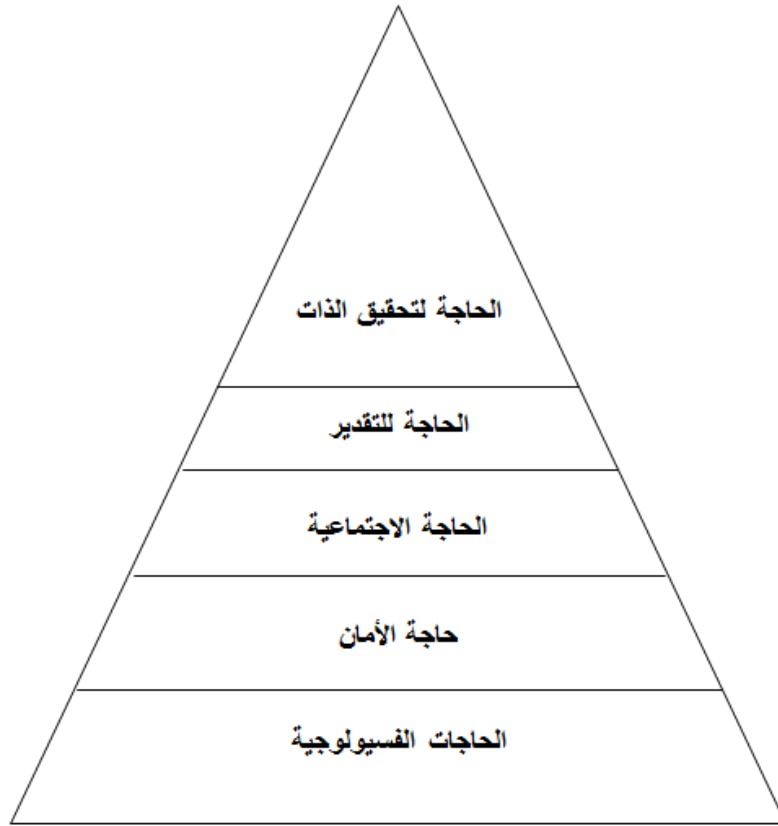 الحاجة لتحقيق الذات
الحاجة للتقدير
الحاجة الاجتماعية
حاجة الأمان
الحاجات الفسيولوجية